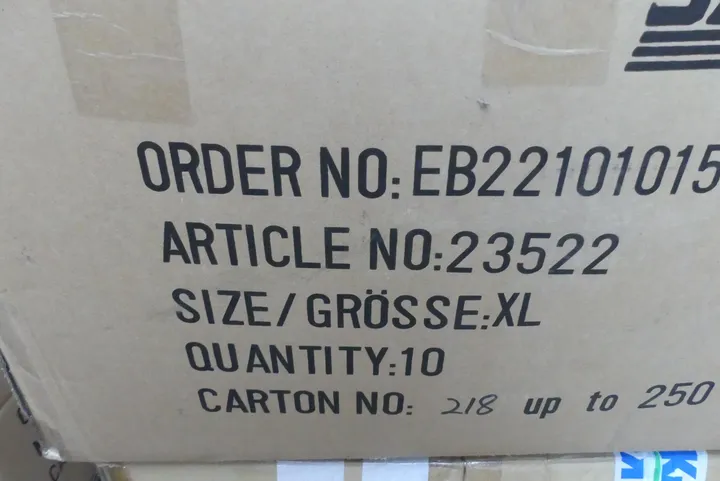 ORDER NO: EB22101015
ARTICLE NO: 23522
SIZE/GRÖSSE: XL
QUANTITY: 10
CARTON NO: 218 up to 250